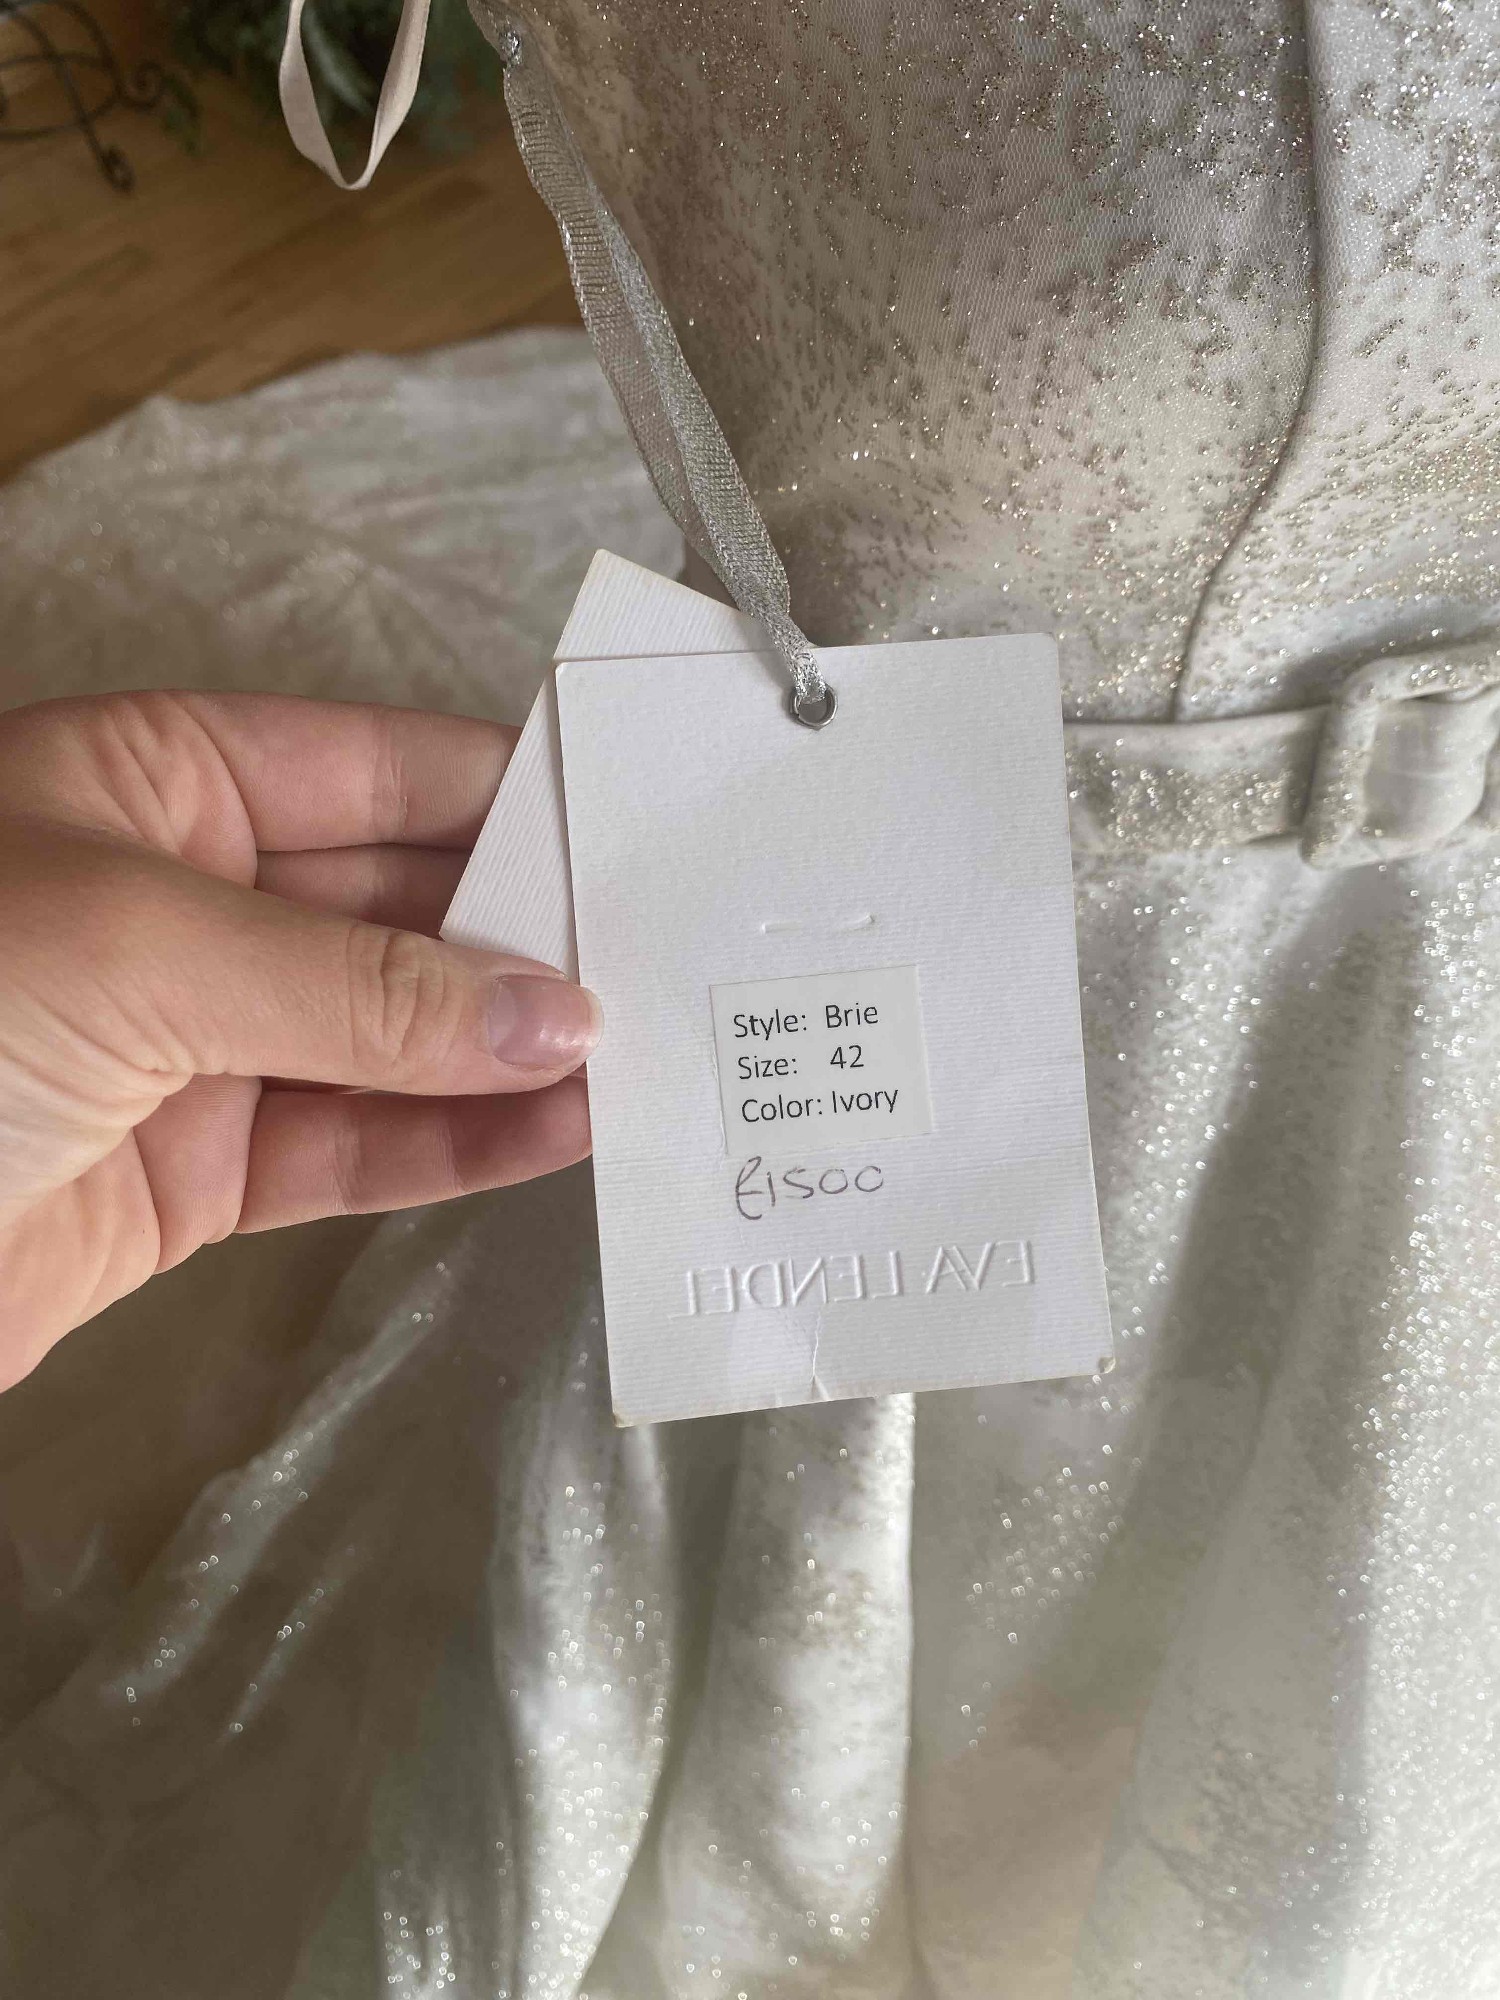 Style: Brie
Size: 42
Color: Ivory
£1500
EVA LENDEL